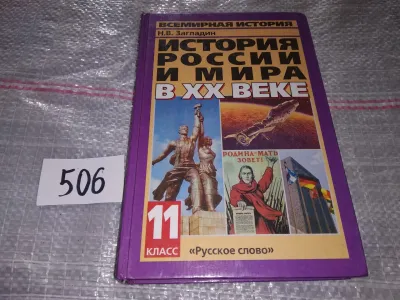 ВСЕМИРНАЯ ИСТОРИЯ
Н.В. Загладин
ИСТОРИЯ
РОССИИ
И МИРА
В XX ВЕКЕ
РОДИНА-МАТЬ
ЗОВЕТ!
506
11
КЛАСС
«Русское слово»